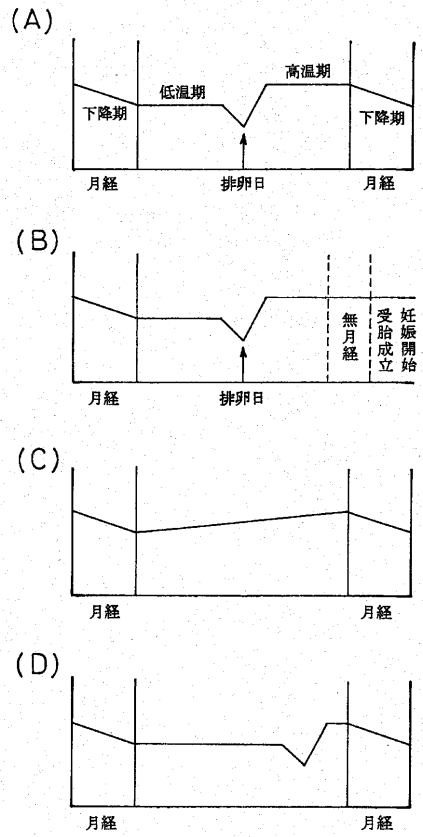 (A)
高温期
低温期
下降期
下降期
月経
排卵日
月経
(B)
無月経
受胎成立
妊娠開始
月経
排卵日
(C)
月経
月経
(D)
月経
月経